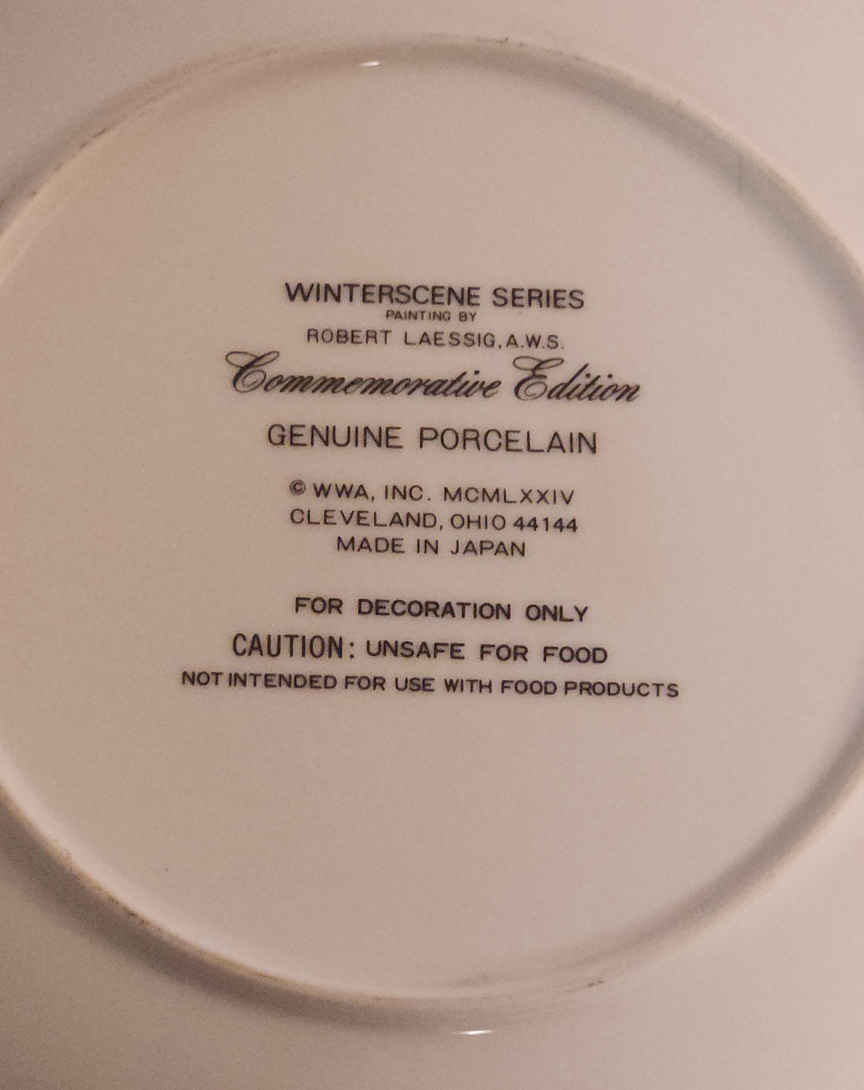 WINTERSCENE SERIES
PAINTING BY
ROBERT LAESSIG, A.W.S.
Commemorative Edition
GENUINE PORCELAIN
© WWA, INC. MCMLXXIV
CLEVELAND, OHIO 44144
MADE IN JAPAN
FOR DECORATION ONLY
CAUTION: UNSAFE FOR FOOD
NOT INTENDED FOR USE WITH FOOD PRODUCTS